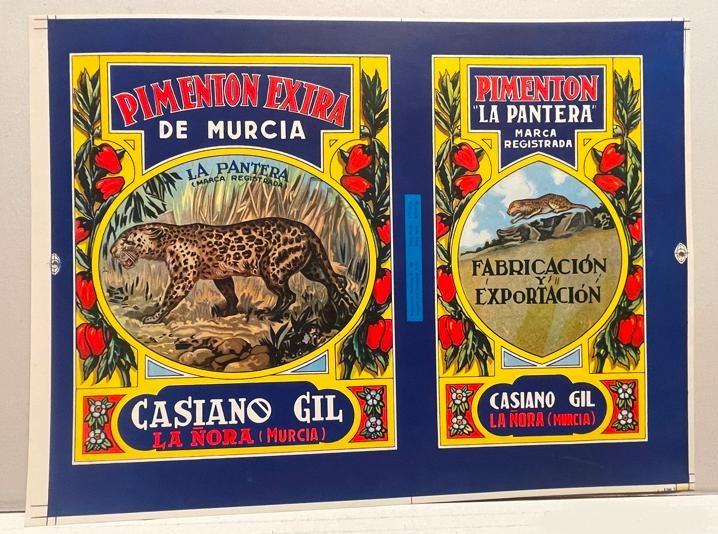 PIMENTON EXTRA
DE MURCIA
LA PANTERA
(MARCA REGISTRADA)
CASIANO GIL
LA ÑORA (MURCIA)
PIMENTON
"LA PANTERA"
MARCA
REGISTRADA
FABRICACIÓN
Y
EXPORTACIÓN
CASIANO GIL
LA ÑORA (MURCIA)